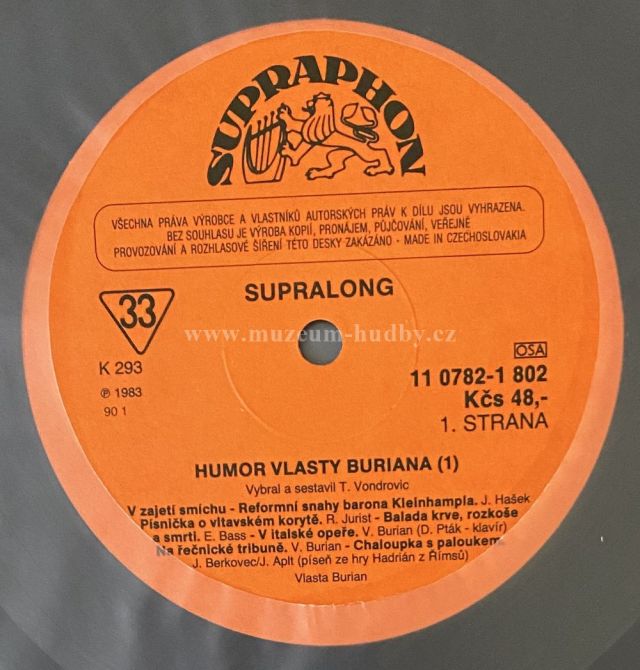 SUPRAPHON
VŠECHNA PRÁVA VÝROBCE A VLASTNÍKŮ AUTORSKÝCH PRÁV K DÍLU JSOU VYHRAZENA.
BEZ SOUHLASU JE VÝROBA KOPIÍ, PRONÁJEM, PŮJČOVÁNÍ, VEŘEJNÉ
PROVOZOVÁNÍ A ROZHLASOVÉ ŠÍŘENÍ TÉTO DESKY ZAKÁZÁNO - MADE IN CZECHOSLOVAKIA
SUPRALONG
33
www.muzeum-hudby.cz
K 293
℗ 1983
90 1
OSA
11 0782-1 802
Kčs 48,-
1. STRANA
HUMOR VLASTY BURIANA (1)
Vybral a sestavil T. Vondrovic
V zajetí smíchu - Reformní snahy barona Kleinhampla. J. Hašek
Písnička o vltavském korytě. R. Jurist - Balada krve, rozkoše
a smrti. E. Bass - V italské opeře. V. Burian (D. Pták - klavír)
Na řečnické tribuně. V. Burian - Chaloupka s paloukem.
J. Berkovec/J. Aplt (píseň ze hry Hadrián z Římsů)
Vlasta Burian